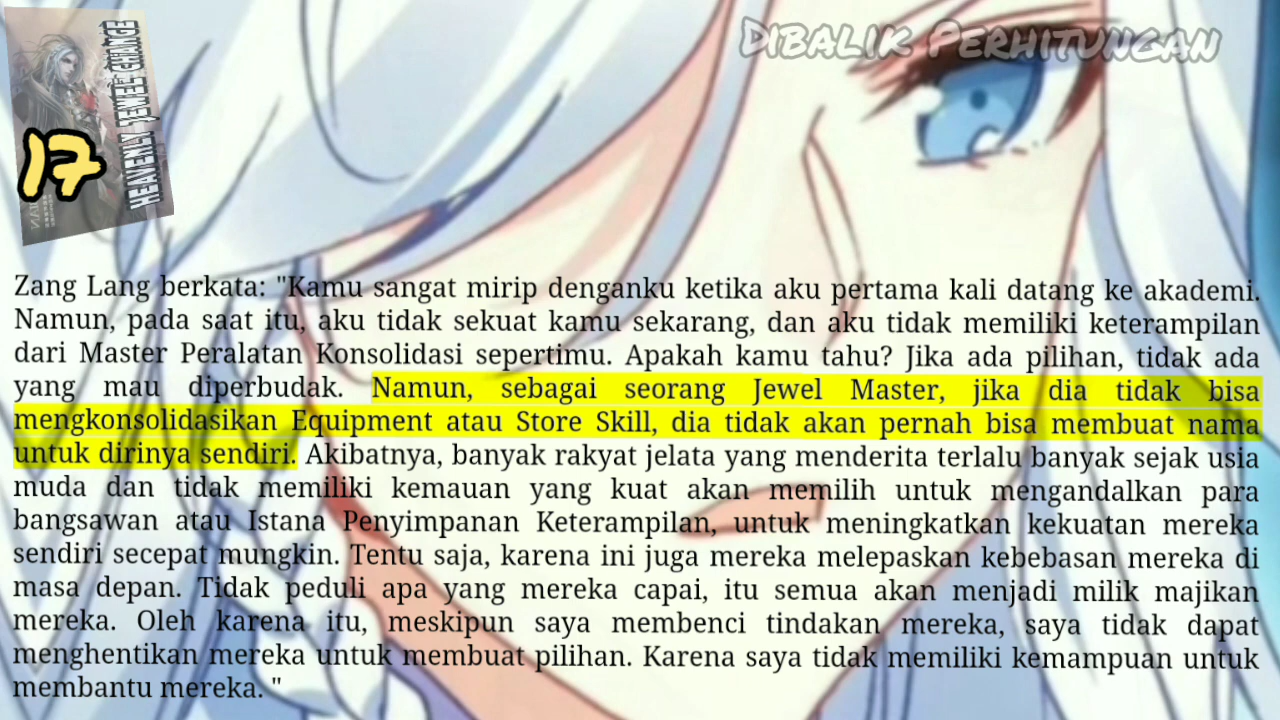 Dibalik Perhitungan
HEAVENLY JEWEL CHANGE
17
Zang Lang berkata: "Kamu sangat mirip denganku ketika aku pertama kali datang ke akademi.
Namun, pada saat itu, aku tidak sekuat kamu sekarang, dan aku tidak memiliki keterampilan
dari Master Peralatan Konsolidasi sepertimu. Apakah kamu tahu? Jika ada pilihan, tidak ada
yang mau diperbudak. Namun, sebagai seorang Jewel Master, jika dia tidak bisa
mengkonsolidasikan Equipment atau Store Skill, dia tidak akan pernah bisa membuat nama
untuk dirinya sendiri. Akibatnya, banyak rakyat jelata yang menderita terlalu banyak sejak usia
muda dan tidak memiliki kemauan yang kuat akan memilih untuk mengandalkan para
bangsawan atau Istana Penyimpanan Keterampilan, untuk meningkatkan kekuatan mereka
sendiri secepat mungkin. Tentu saja, karena ini juga mereka melepaskan kebebasan mereka di
masa depan. Tidak peduli apa yang mereka capai, itu semua akan menjadi milik majikan
mereka. Oleh karena itu, meskipun saya membenci tindakan mereka, saya tidak dapat
menghentikan mereka untuk membuat pilihan. Karena saya tidak memiliki kemampuan untuk
membantu mereka. "